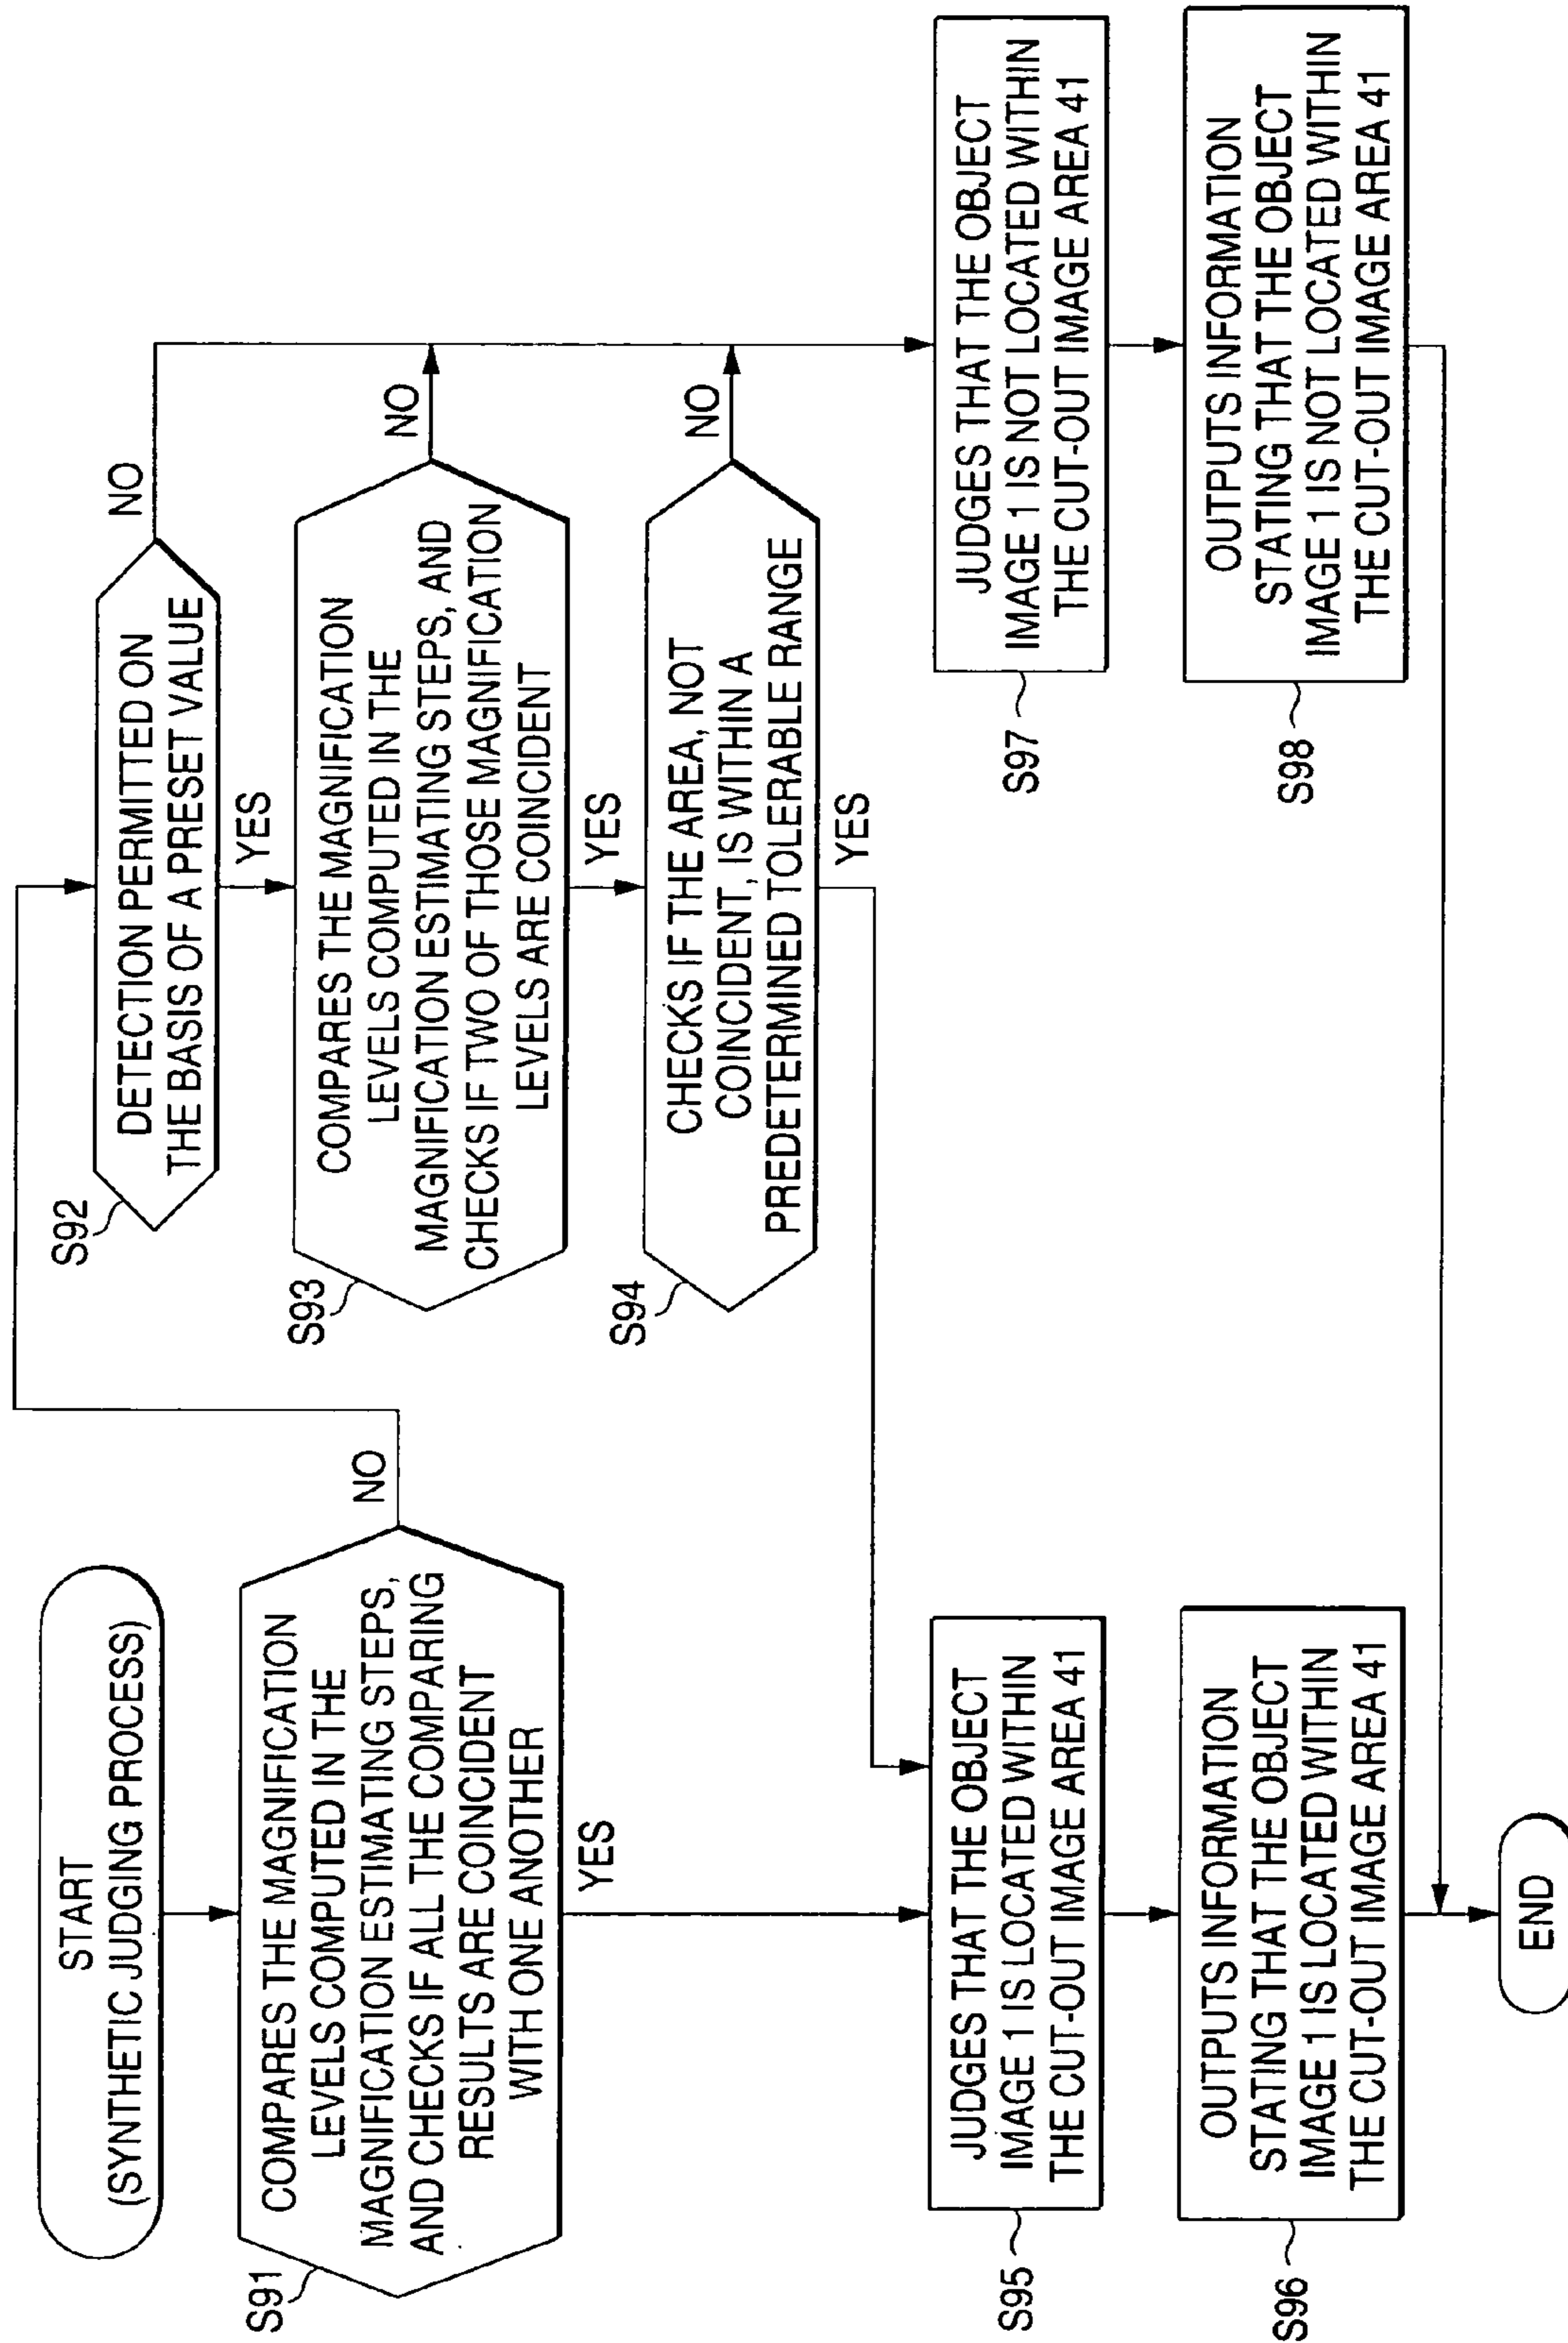 START
(SYNTHETIC JUDGING PROCESS)
S91
COMPARES THE MAGNIFICATION
LEVELS COMPUTED IN THE
MAGNIFICATION ESTIMATING STEPS,
AND CHECKS IF ALL THE COMPARING
RESULTS ARE COINCIDENT
WITH ONE ANOTHER
NO
YES
S92
DETECTION PERMITTED ON
THE BASIS OF A PRESET VALUE
NO
YES
S93
COMPARES THE MAGNIFICATION
LEVELS COMPUTED IN THE
MAGNIFICATION ESTIMATING STEPS, AND
CHECKS IF TWO OF THOSE MAGNIFICATION
LEVELS ARE COINCIDENT
NO
YES
S94
CHECKS IF THE AREA, NOT
COINCIDENT, IS WITHIN A
PREDETERMINED TOLERABLE RANGE
NO
YES
S95
JUDGES THAT THE OBJECT
IMAGE 1 IS LOCATED WITHIN
THE CUT-OUT IMAGE AREA 41
S96
OUTPUTS INFORMATION
STATING THAT THE OBJECT
IMAGE 1 IS LOCATED WITHIN
THE CUT-OUT IMAGE AREA 41
S97
JUDGES THAT THE OBJECT
IMAGE 1 IS NOT LOCATED WITHIN
THE CUT-OUT IMAGE AREA 41
S98
OUTPUTS INFORMATION
STATING THAT THE OBJECT
IMAGE 1 IS NOT LOCATED WITHIN
THE CUT-OUT IMAGE AREA 41
END